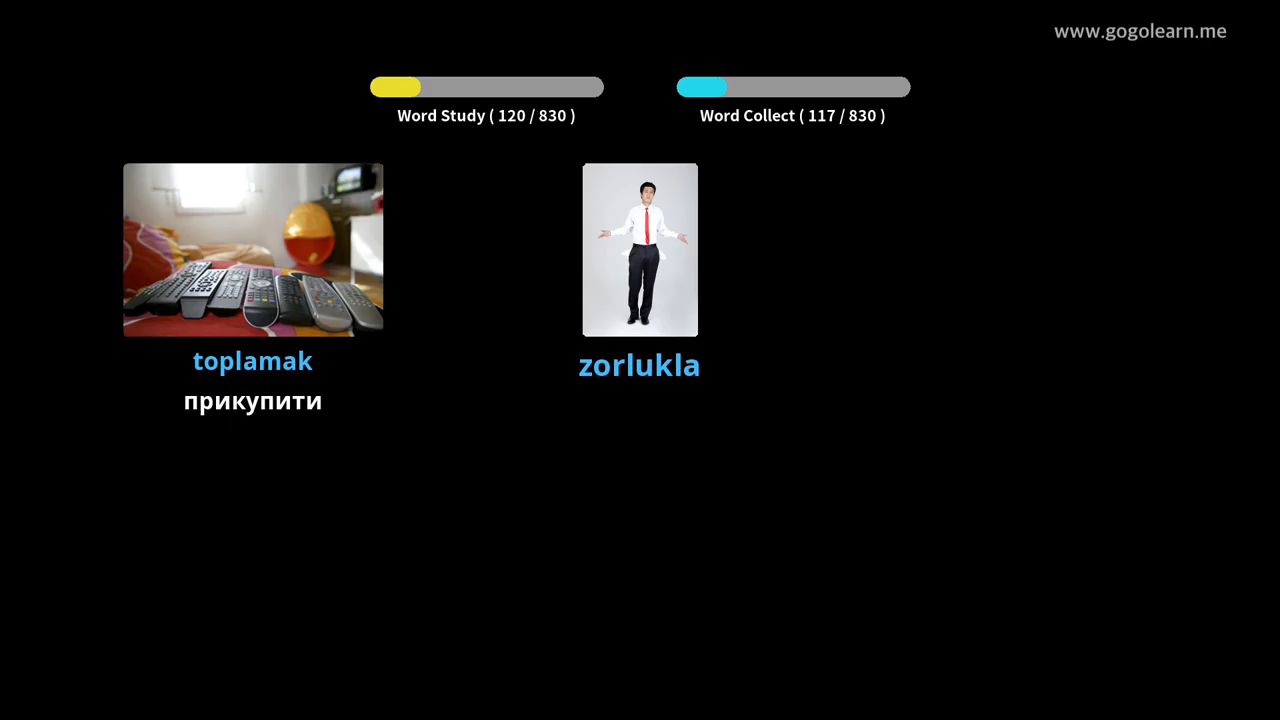 www.gogolearn.me
Word Study ( 120 / 830 )
Word Collect ( 117 / 830 )
toplamak
прикупити
zorlukla